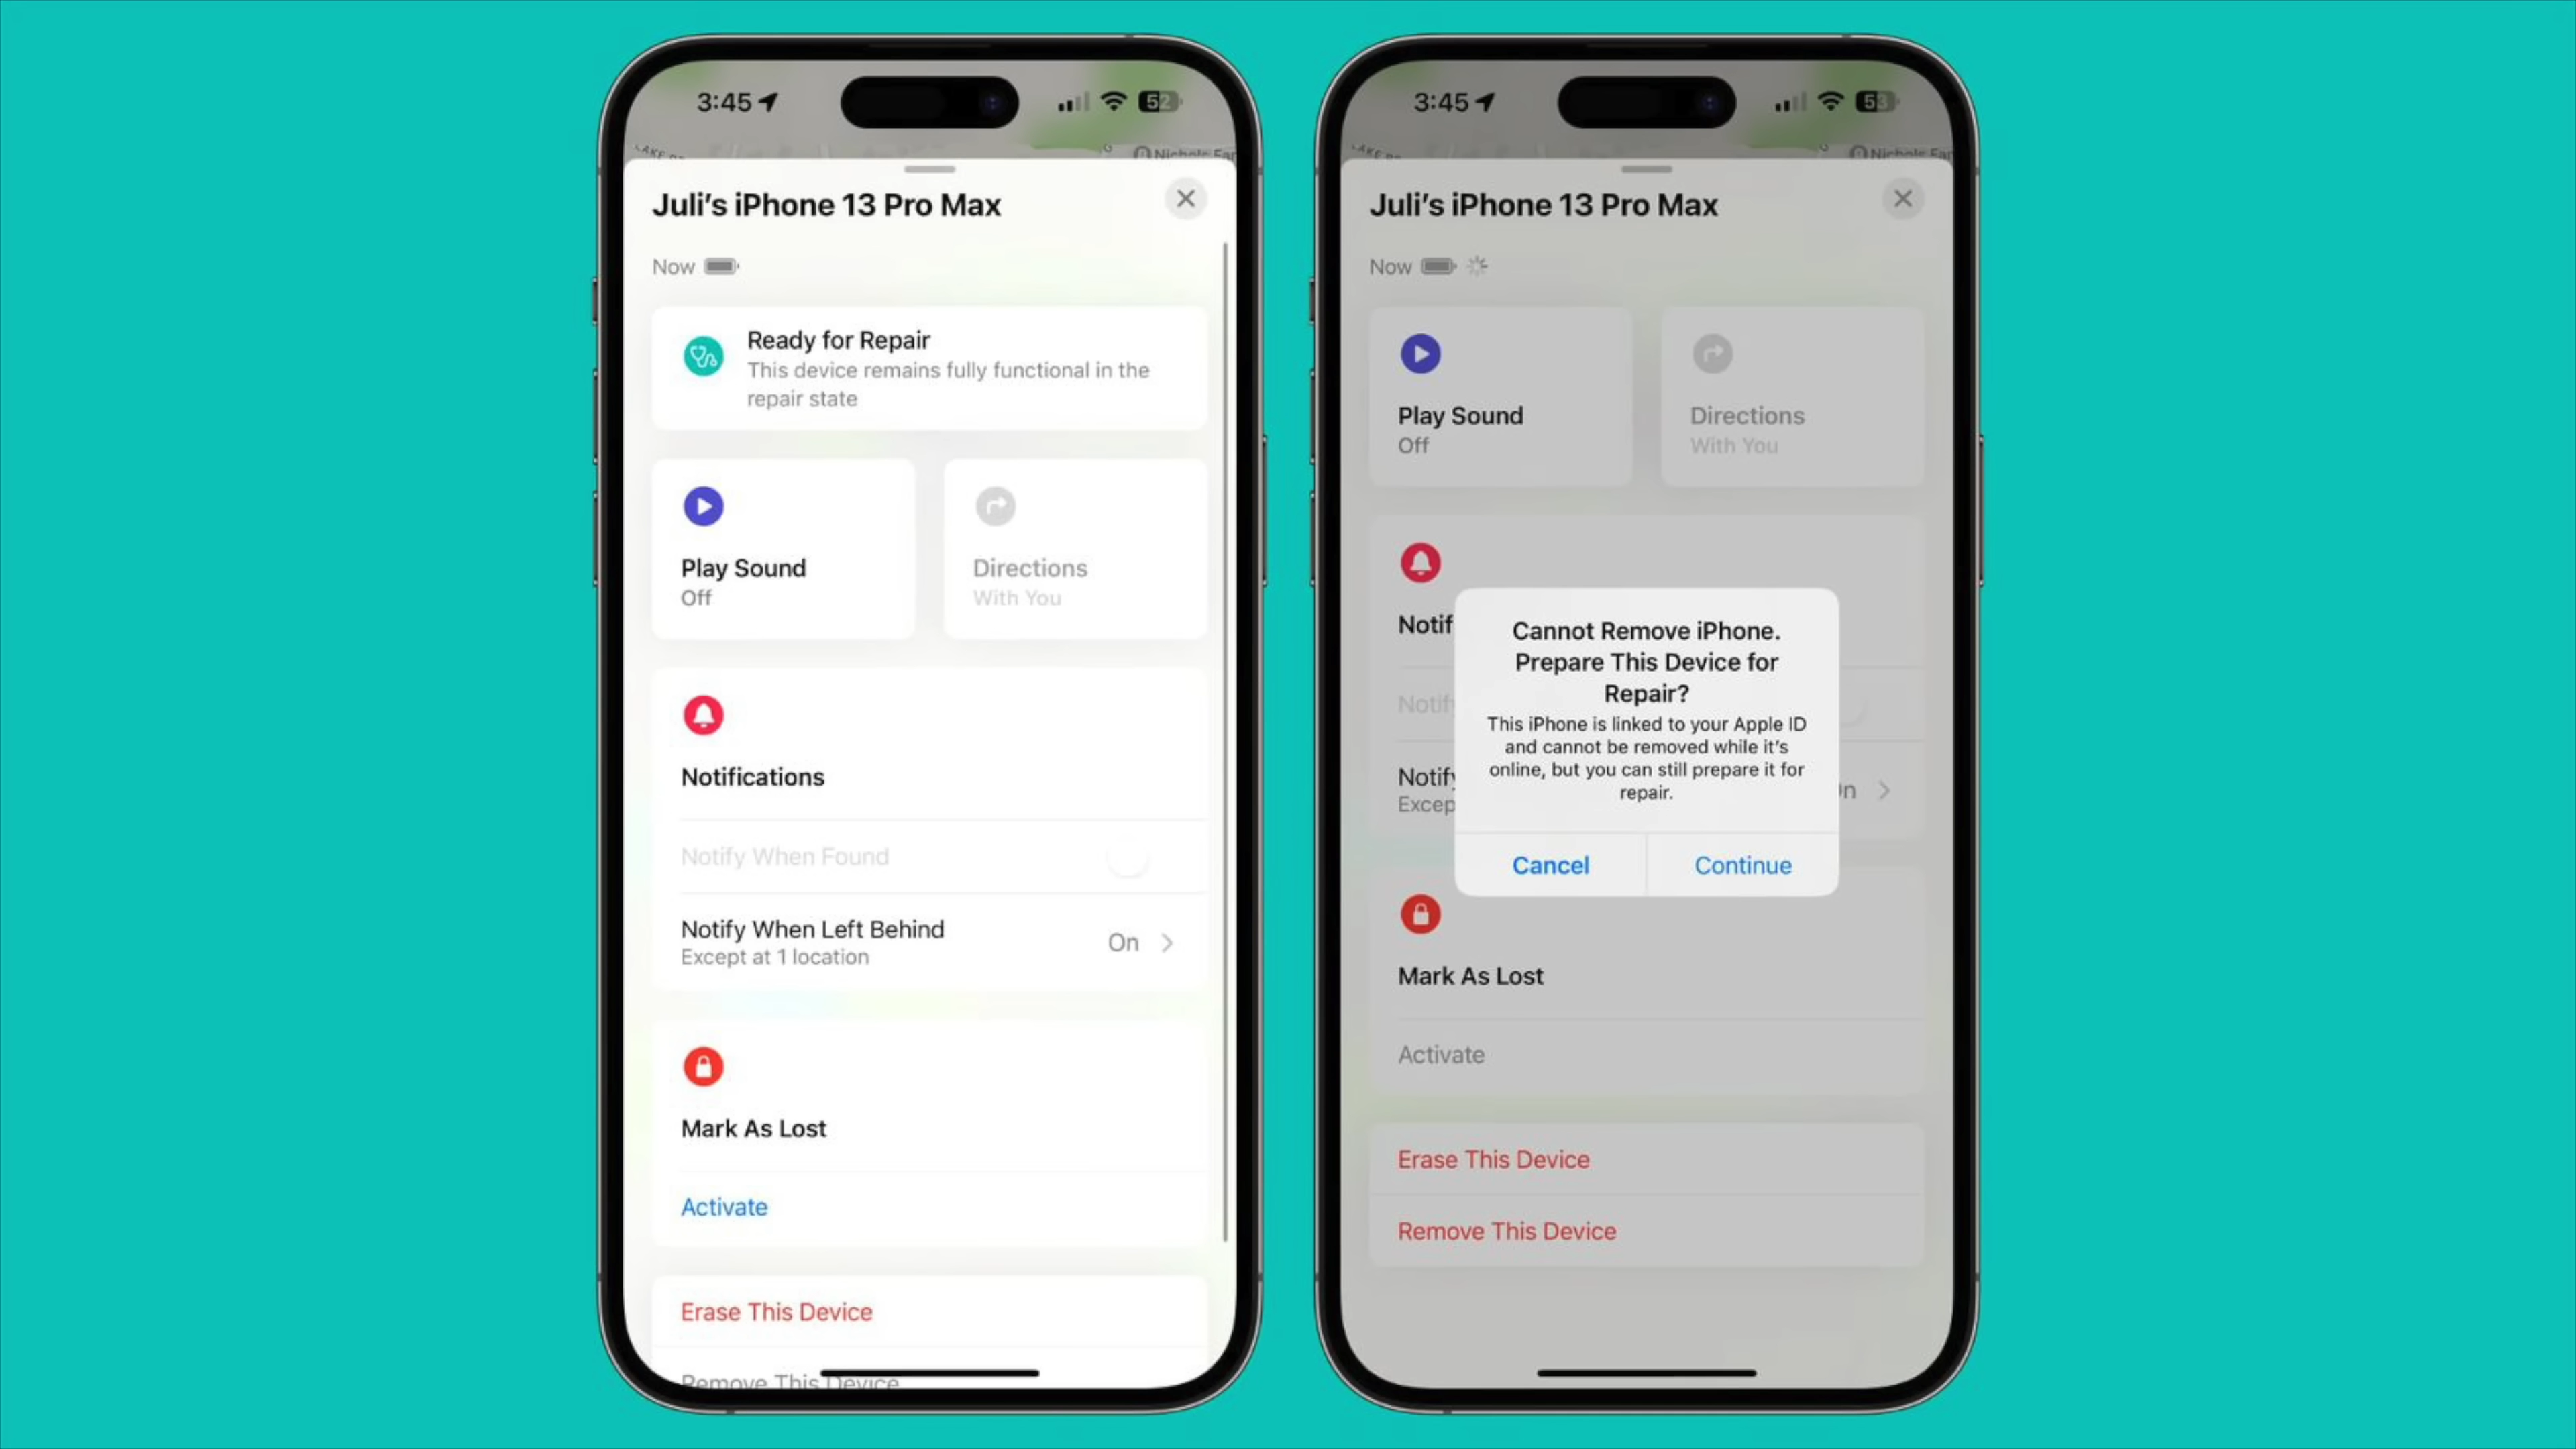 3:45
52
Juli’s iPhone 13 Pro Max
Now
Ready for Repair
This device remains fully functional in the
repair state
Play Sound
Off
Directions
With You
Notifications
Notify When Found
Notify When Left Behind
Except at 1 location
On
Mark As Lost
Activate
Erase This Device
Remove This Device
3:45
53
Juli’s iPhone 13 Pro Max
Now
Play Sound
Off
Directions
With You
Notif
Notif
Notify
Excep
Cannot Remove iPhone.
Prepare This Device for
Repair?
This iPhone is linked to your Apple ID
and cannot be removed while it’s
online, but you can still prepare it for
repair.
Cancel
Continue
Mark As Lost
Activate
Erase This Device
Remove This Device